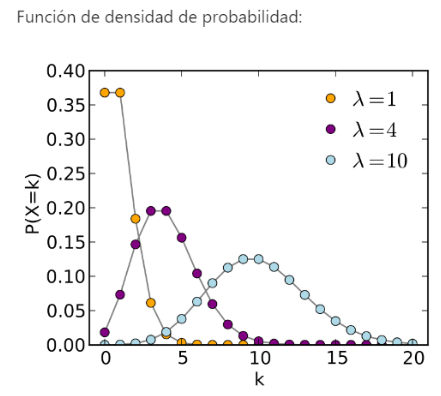 Función de densidad de probabilidad:
0.40
0.35
0.30
0.25
0.20
0.15
0.10
0.05
0.00
P(X=k)
λ=1
λ=4
λ=10
0 5 10 15 20
k